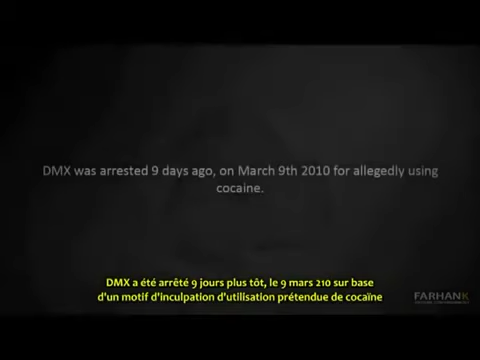 DMX was arrested 9 days ago, on March 9th 2010 for allegedly using
cocaine.
DMX a été arrêté 9 jours plus tôt, le 9 mars 210 sur base
d'un motif d'inculpation d'utilisation prétendue de cocaïne
FARHANK